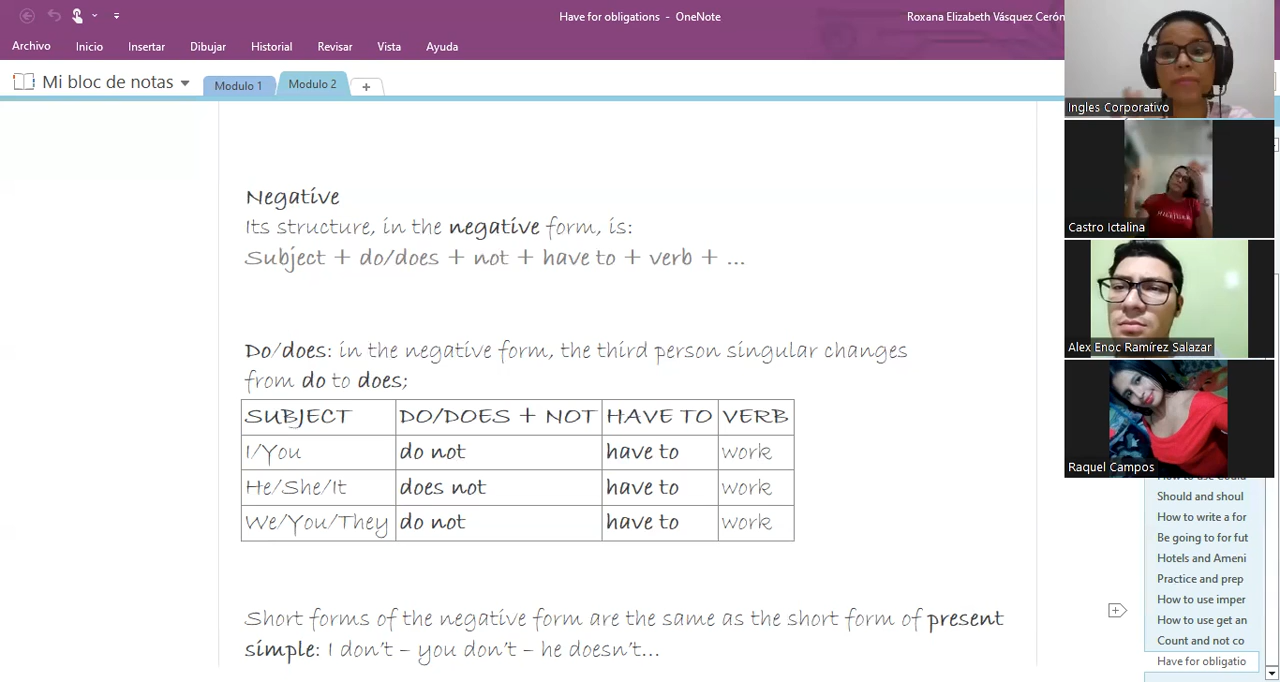 Have for obligations - OneNote
Roxana Elizabeth Vásquez Cerón
Archivo Inicio Insertar Dibujar Historial Revisar Vista Ayuda
Mi bloc de notas Modulo 1 Modulo 2 +
Negative
Its structure, in the negative form, is:
Subject + do/does + not + have to + verb + ...
Do/does: in the negative form, the third person singular changes
from do to does;
SUBJECT DO/DOES + NOT HAVE TO VERB
I/You do not have to work
He/She/It does not have to work
We/You/They do not have to work
Short forms of the negative form are the same as the short form of present
simple: I don't – you don't – he doesn't...
Ingles Corporativo
Castro Ictalina
Alex Enoc Ramírez Salazar
Raquel Campos
How to use Could
Should and shoul
How to write a for
Be going to for fut
Hotels and Ameni
Practice and prep
How to use imper
How to use get an
Count and not co
Have for obligatio